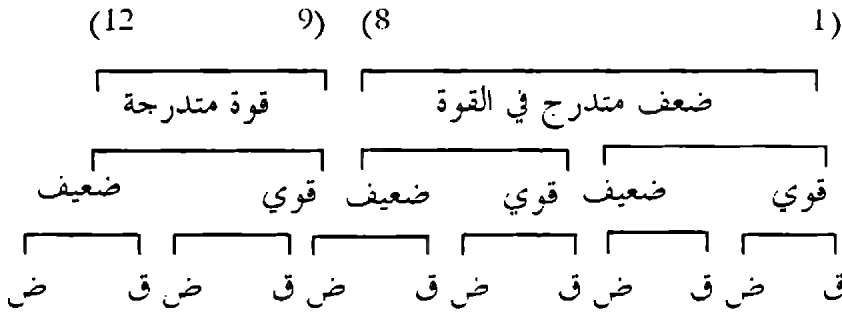 (1 8) (9 12)
ضعف متدرج في القوة قوة متدرجة
قوي ضعيف قوي ضعيف قوي ضعيف
ق ض ق ض ق ض ق ض ق ض ق ض